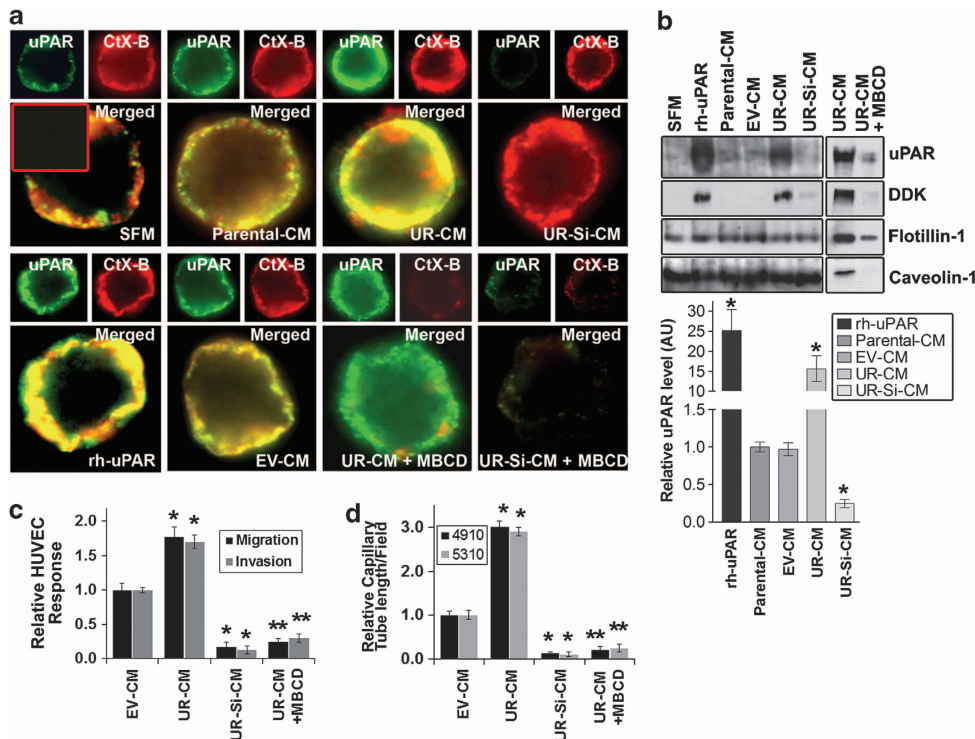 a
uPAR CtX-B uPAR CtX-B uPAR CtX-B uPAR CtX-B
Merged Merged Merged Merged
SFM Parental-CM UR-CM UR-Si-CM
uPAR CtX-B uPAR CtX-B uPAR CtX-B uPAR CtX-B
Merged Merged Merged Merged
rh-uPAR EV-CM UR-CM + MBCD UR-Si-CM + MBCD
b
SFM
rh-uPAR
Parental-CM
EV-CM
UR-CM
UR-Si-CM
UR-CM
UR-CM
+ MBCD
uPAR
DDK
Flotillin-1
Caveolin-1
Relative uPAR level (AU)
30
25
20
15
10
1.0
0.5
0.0
* * *
rh-uPAR
Parental-CM
EV-CM
UR-CM
UR-Si-CM
rh-uPAR
Parental-CM
EV-CM
UR-CM
UR-Si-CM
c
Relative HUVEC
Response
2.0
1.5
1.0
0.5
0.0
Migration
Invasion
* * * * ** **
EV-CM
UR-CM
UR-Si-CM
UR-CM
+MBCD
d
Relative Capillary
Tube length/Field
3.0
2.0
1.0
0.0
4910
5310
* * * * ** **
EV-CM
UR-CM
UR-Si-CM
UR-CM
+MBCD